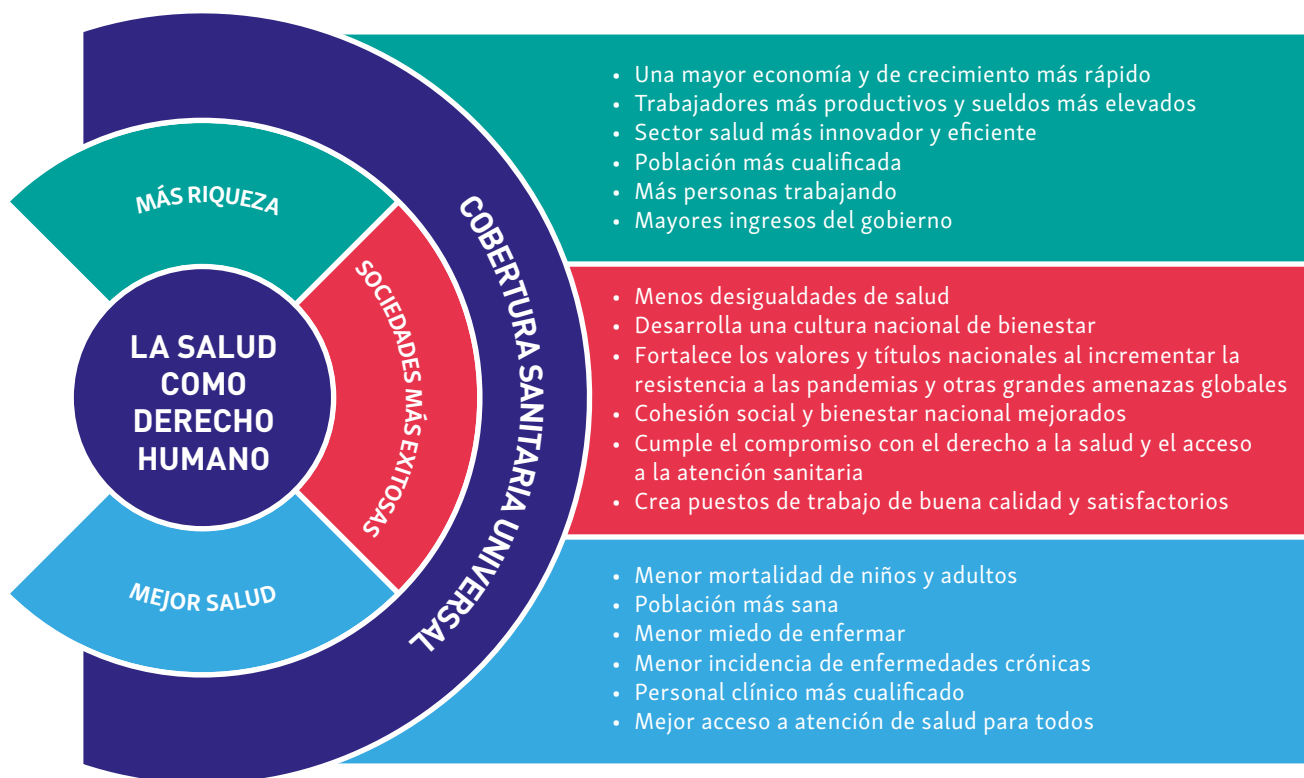 LA SALUD
COMO
DERECHO
HUMANO
MÁS RIQUEZA
SOCIEDADES MÁS EXITOSAS
MEJOR SALUD
COBERTURA SANITARIA UNIVERSAL
• Una mayor economía y de crecimiento más rápido
• Trabajadores más productivos y sueldos más elevados
• Sector salud más innovador y eficiente
• Población más cualificada
• Más personas trabajando
• Mayores ingresos del gobierno
• Menos desigualdades de salud
• Desarrolla una cultura nacional de bienestar
• Fortalece los valores y títulos nacionales al incrementar la
resistencia a las pandemias y otras grandes amenazas globales
• Cohesión social y bienestar nacional mejorados
• Cumple el compromiso con el derecho a la salud y el acceso
a la atención sanitaria
• Crea puestos de trabajo de buena calidad y satisfactorios
• Menor mortalidad de niños y adultos
• Población más sana
• Menor miedo de enfermar
• Menor incidencia de enfermedades crónicas
• Personal clínico más cualificado
• Mejor acceso a atención de salud para todos